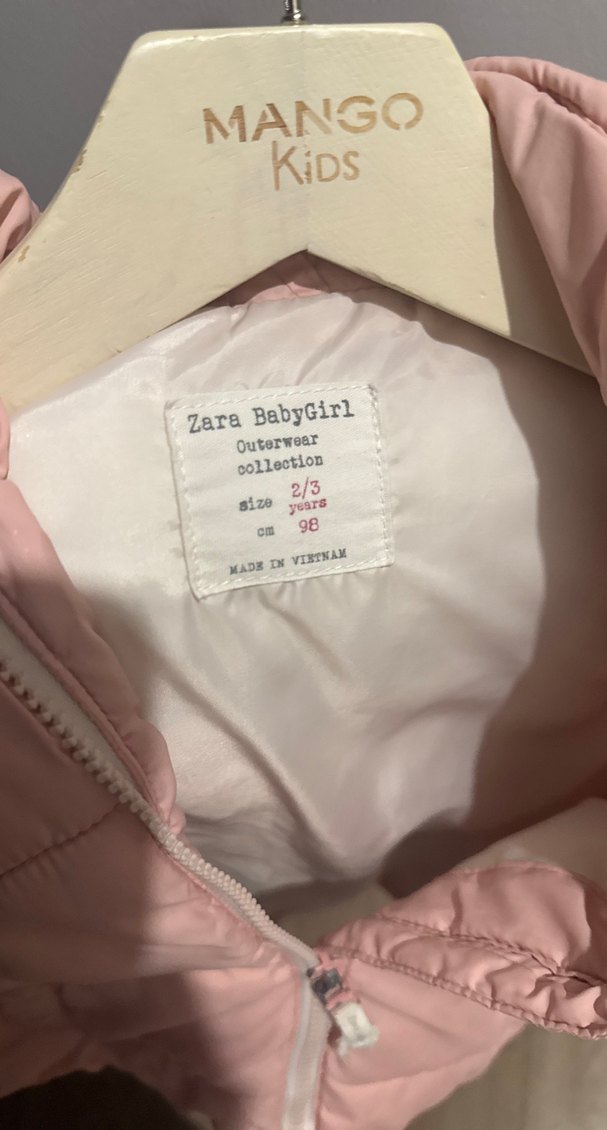 MANGO
KiDS
Zara BabyGirl
Outerwear
collection
size 2/3
years
cm 98
MADE IN VIETNAM